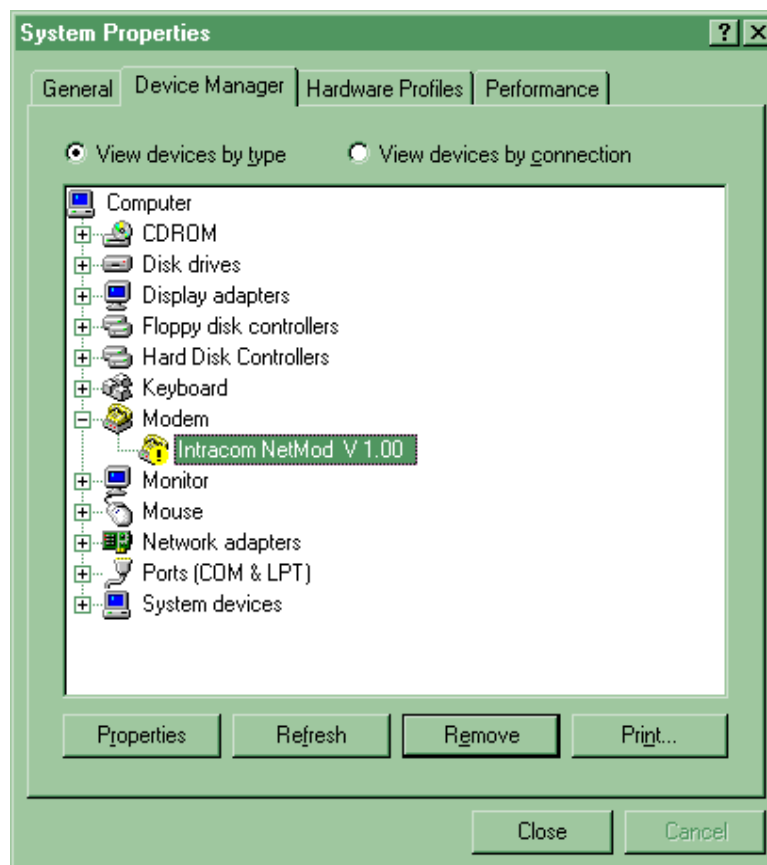 System Properties
General Device Manager Hardware Profiles Performance
View devices by type View devices by connection
Computer
CDROM
Disk drives
Display adapters
Floppy disk controllers
Hard Disk Controllers
Keyboard
Modem
Intracom NetMod V 1.00
Monitor
Mouse
Network adapters
Ports (COM & LPT)
System devices
Properties Refresh Remove Print...
Close Cancel